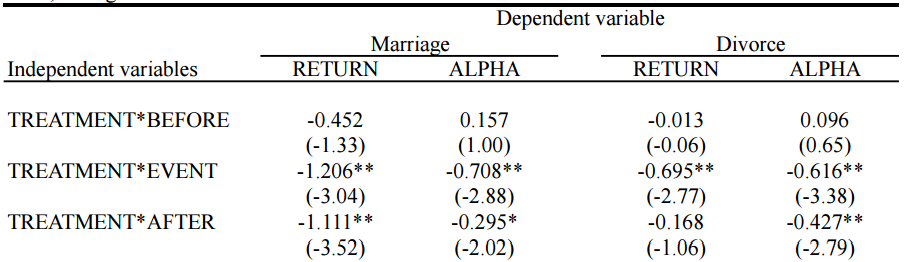 Dependent variable
Marriage Divorce
Independent variables RETURN ALPHA RETURN ALPHA
TREATMENT*BEFORE -0.452 0.157 -0.013 0.096
(-1.33) (1.00) (-0.06) (0.65)
TREATMENT*EVENT -1.206** -0.708** -0.695** -0.616**
(-3.04) (-2.88) (-2.77) (-3.38)
TREATMENT*AFTER -1.111** -0.295* -0.168 -0.427**
(-3.52) (-2.02) (-1.06) (-2.79)